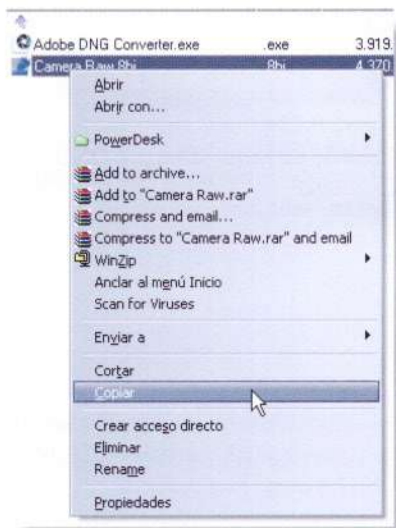 Adobe DNG Converter.exe .exe 3.919.
Camera Raw.8bi .8bi 4.370
Abrir
Abrir con...
PowerDesk
Add to archive...
Add to "Camera Raw.rar"
Compress and email...
Compress to "Camera Raw.rar" and email
WinZip
Anclar al menú Inicio
Scan for Viruses
Enviar a
Cortar
Copiar
Crear acceso directo
Eliminar
Rename
Propiedades